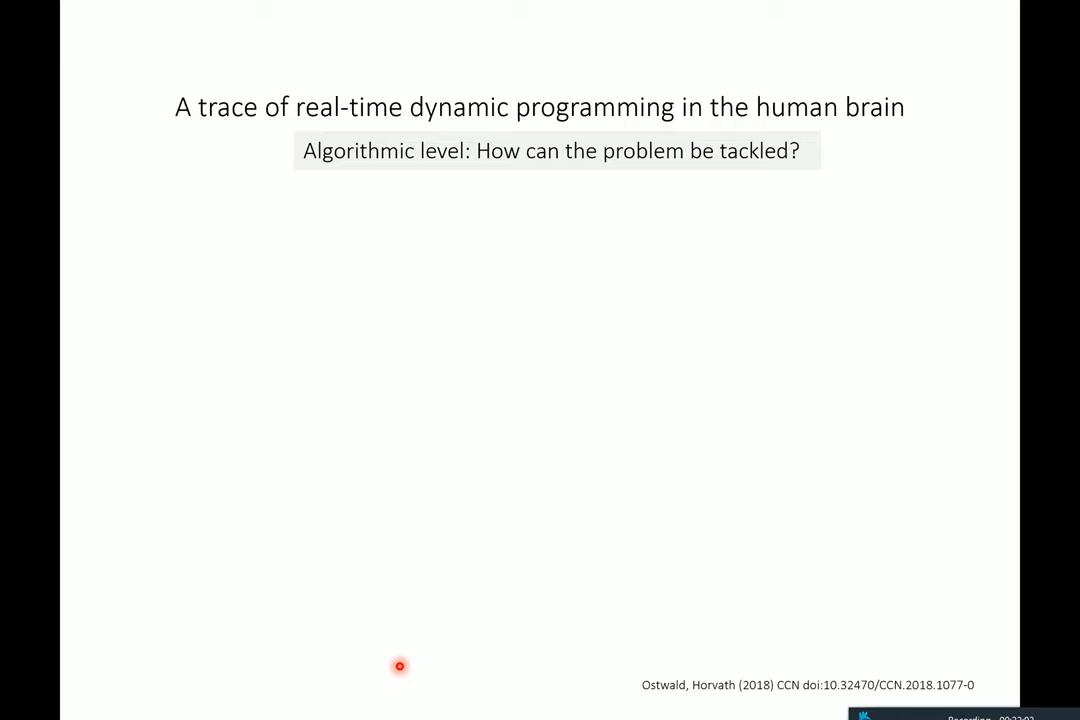 A trace of real-time dynamic programming in the human brain
Algorithmic level: How can the problem be tackled?
Ostwald, Horvath (2018) CCN doi:10.32470/CCN.2018.1077-0